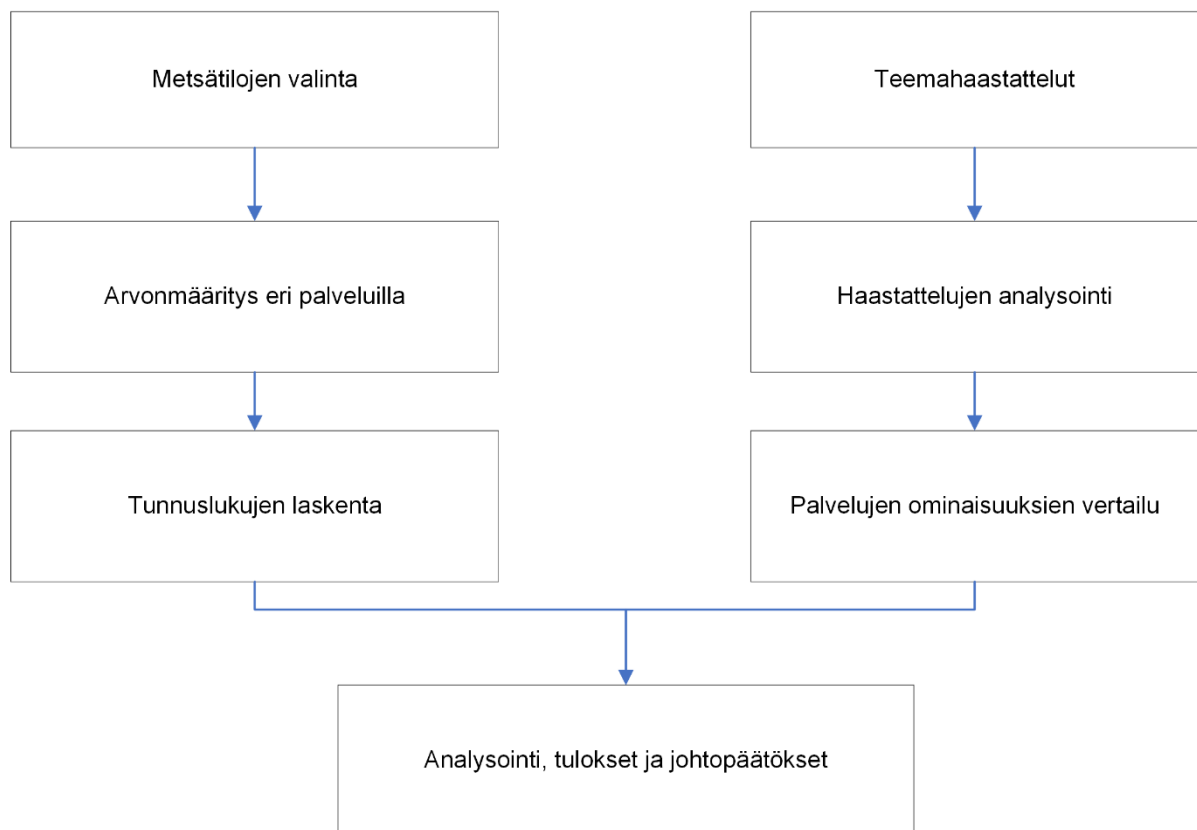 Metsätilojen valinta
Teemahaastattelut
Arvonmääritys eri palveluilla
Haastattelujen analysointi
Tunnuslukujen laskenta
Palvelujen ominaisuuksien vertailu
Analysointi, tulokset ja johtopäätökset